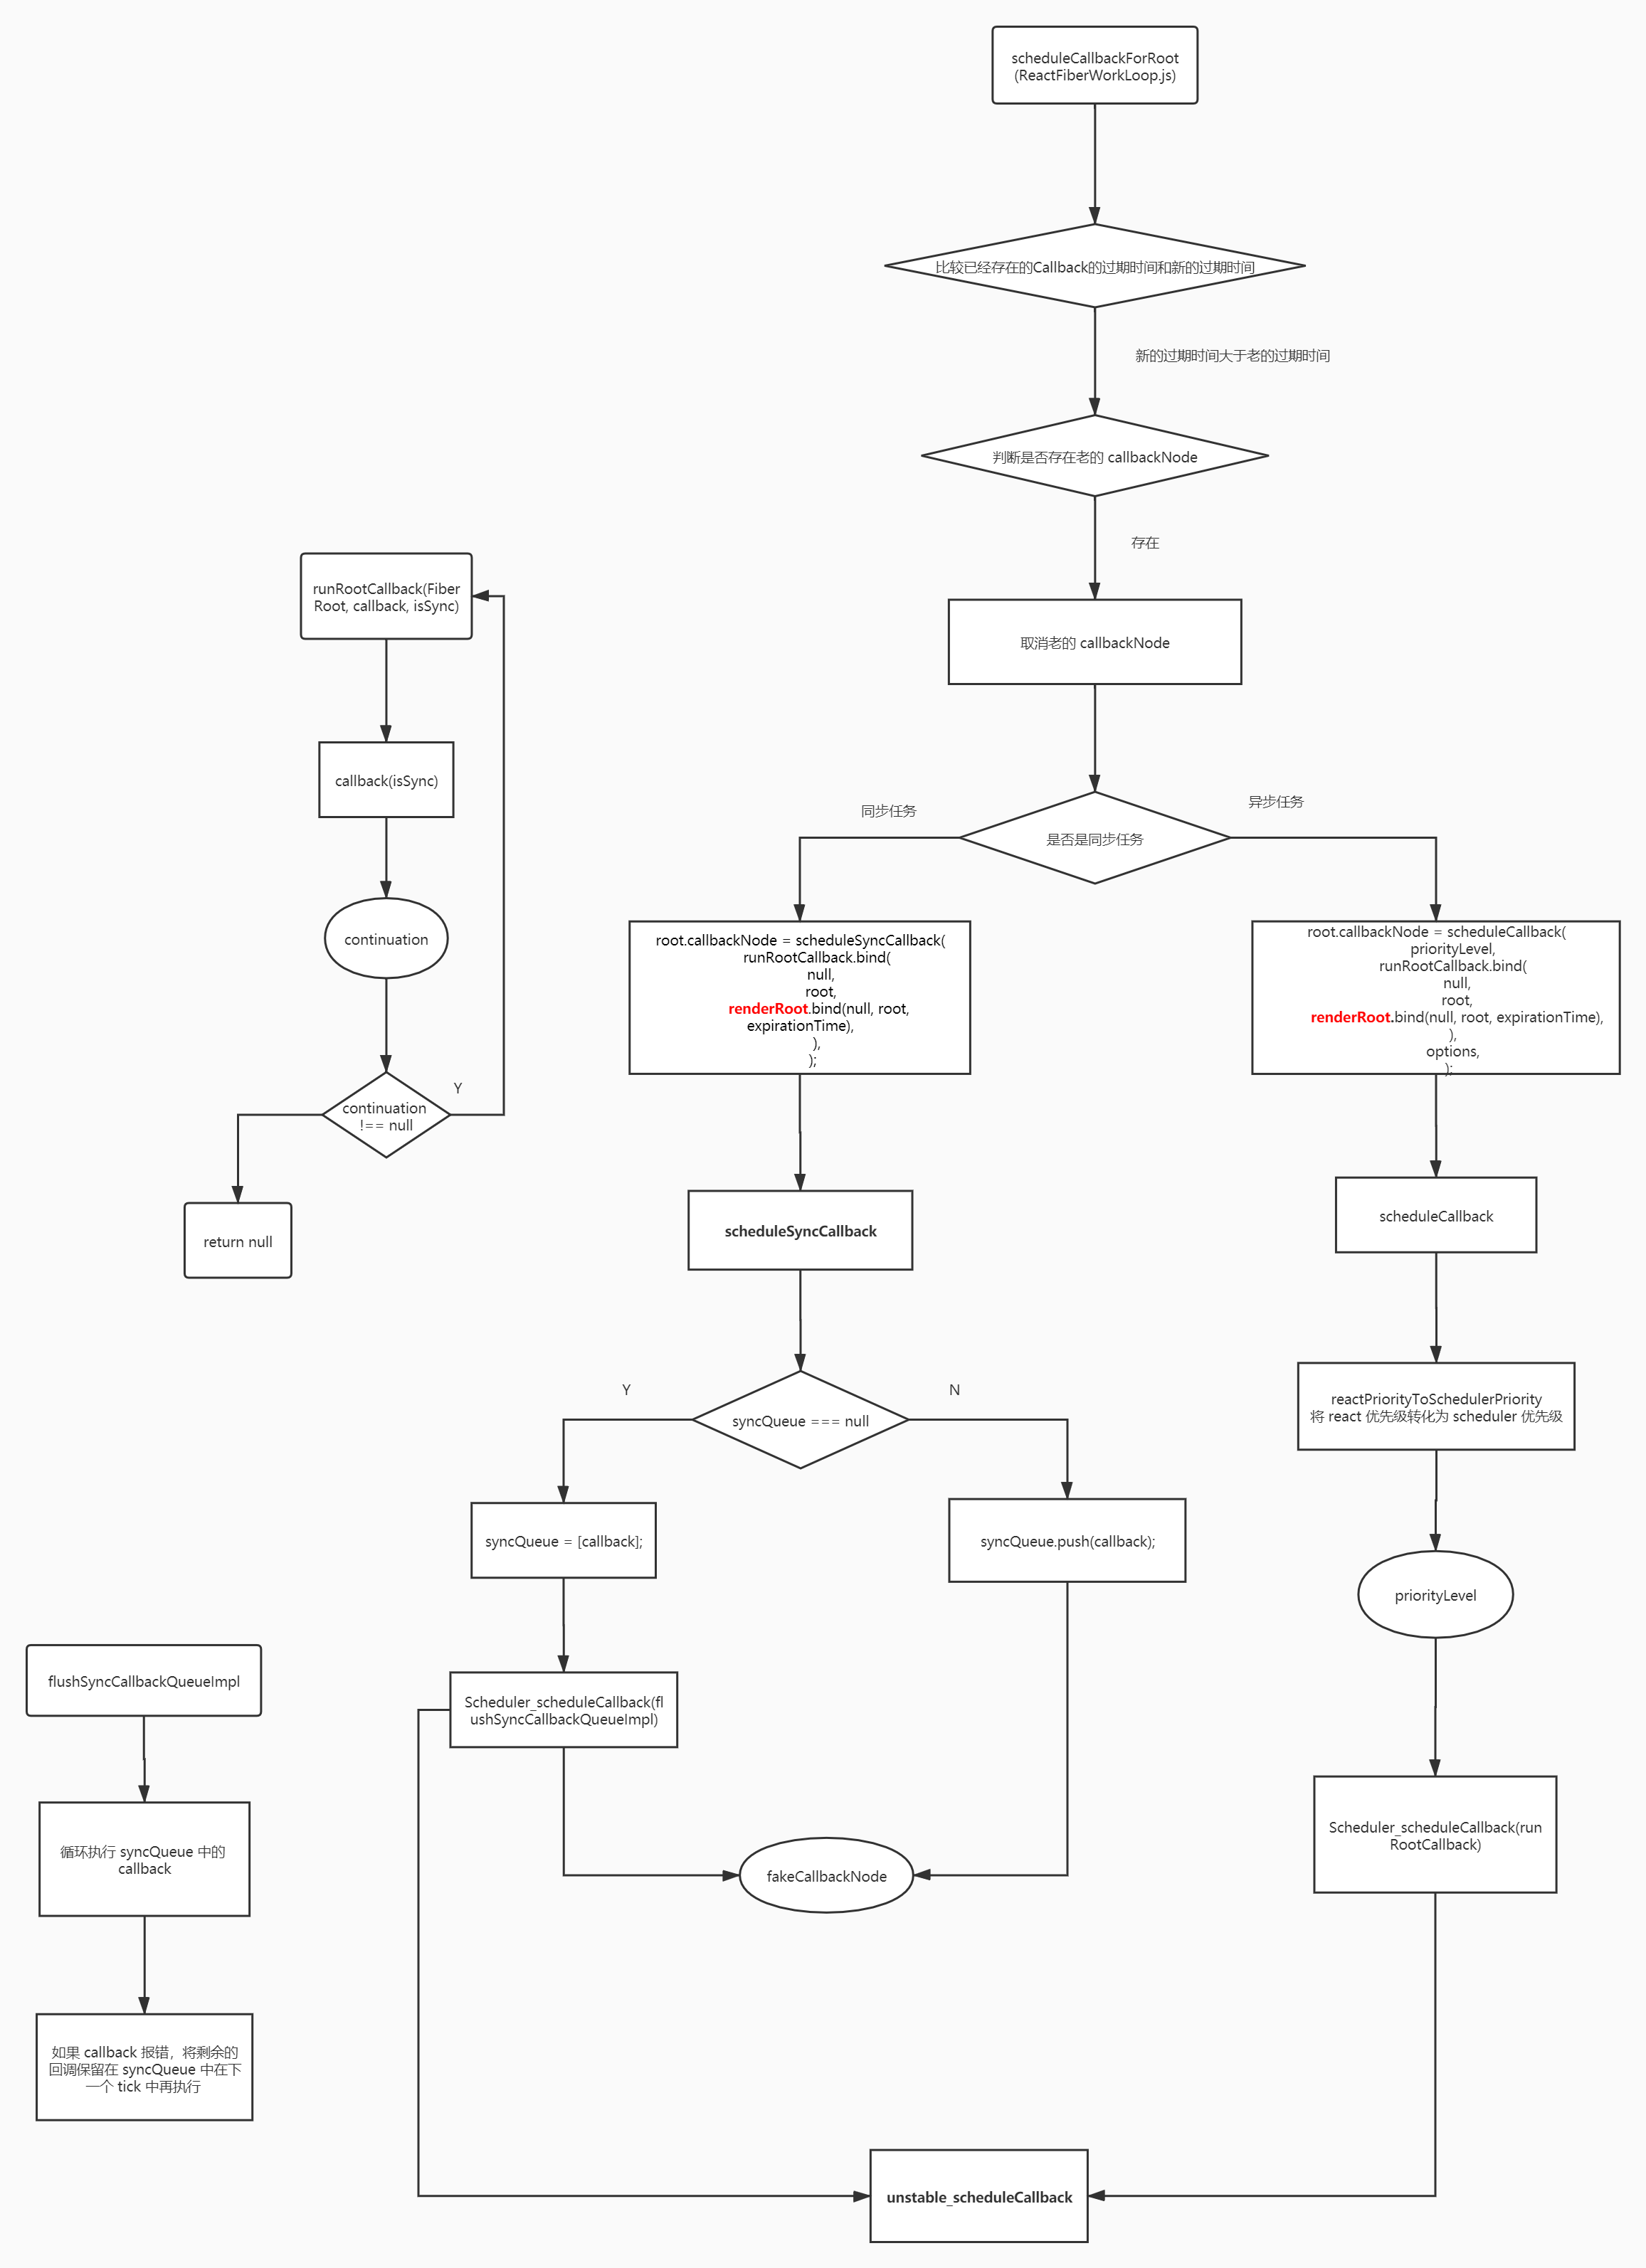 scheduleCallbackForRoot
(ReactFiberWorkLoop.js)
比较已经存在的Callback的过期时间和新的过期时间
新的过期时间大于老的过期时间
判断是否存在老的 callbackNode
存在
取消老的 callbackNode
是否是同步任务
同步任务
异步任务
root.callbackNode = scheduleSyncCallback(
runRootCallback.bind(
null,
root,
renderRoot.bind(null, root,
expirationTime),
),
);
root.callbackNode = scheduleCallback(
priorityLevel,
runRootCallback.bind(
null,
root,
renderRoot.bind(null, root, expirationTime),
),
options,
);
scheduleSyncCallback
scheduleCallback
syncQueue === null
Y
N
syncQueue = [callback];
syncQueue.push(callback);
Scheduler_scheduleCallback(fl
ushSyncCallbackQueueImpl)
fakeCallbackNode
reactPriorityToSchedulerPriority
将 react 优先级转化为 scheduler 优先级
priorityLevel
Scheduler_scheduleCallback(run
RootCallback)
unstable_scheduleCallback
runRootCallback(Fiber
Root, callback, isSync)
callback(isSync)
continuation
continuation
!== null
Y
return null
flushSyncCallbackQueueImpl
循环执行 syncQueue 中的
callback
如果 callback 报错，将剩余的
回调保留在 syncQueue 中在下
一个 tick 中再执行